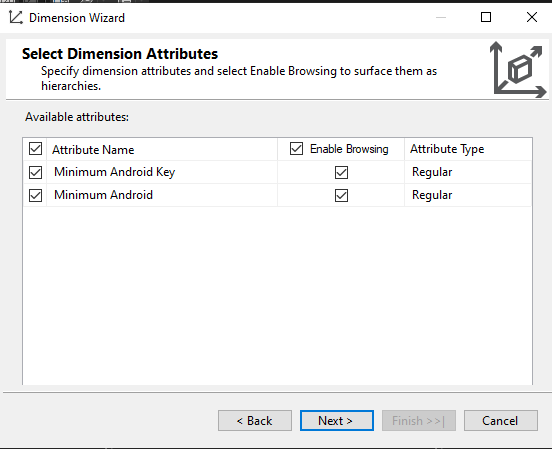 Dimension Wizard
Select Dimension Attributes
Specify dimension attributes and select Enable Browsing to surface them as
hierarchies.
Available attributes:
Attribute Name Enable Browsing Attribute Type
Minimum Android Key Regular
Minimum Android Regular
< Back Next > Finish >>| Cancel